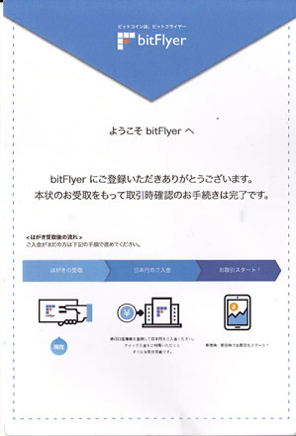 ビットコインは、ビットフライヤー
bitFlyer
ようこそ bitFlyer へ
bitFlyer にご登録いただきありがとうございます。
本状のお受取をもって取引時確認のお手続きは完了です。
<はがき受取後の流れ>
ご入金がまだの方は下記の手順で進めてください。
はがきの受取
日本円のご入金
お取引スタート！
現在